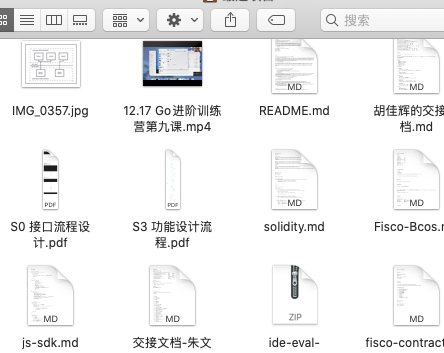 搜索
IMG_0357.jpg
12.17 Go进阶训练
营第九课.mp4
MD
README.md
MD
胡佳辉的交接
档.md
PDF
S0 接口流程设
计.pdf
PDF
S3 功能设计流
程.pdf
MD
solidity.md
MD
Fisco-Bcos.m
MD
js-sdk.md
MD
交接文档-朱文
ZIP
ide-eval-
MD
fisco-contract